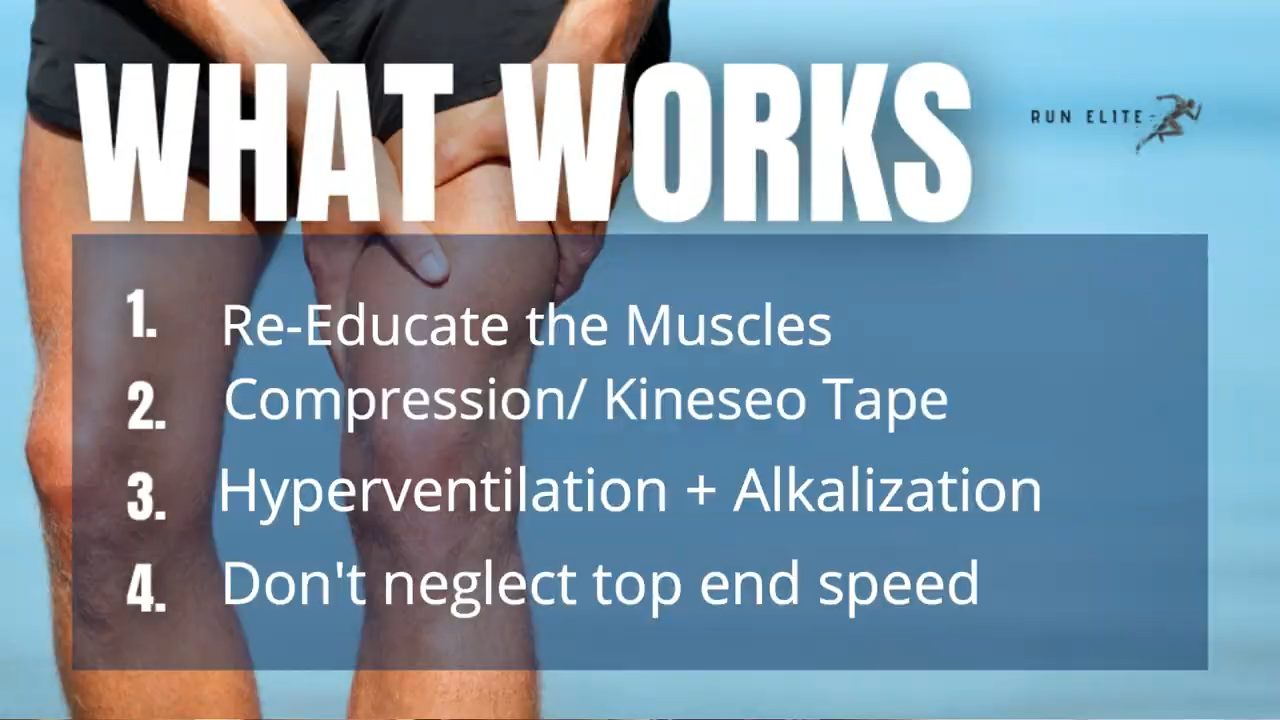 WHAT WORKS
RUN ELITE
1. Re-Educate the Muscles
2. Compression/ Kineseo Tape
3. Hyperventilation + Alkalization
4. Don't neglect top end speed